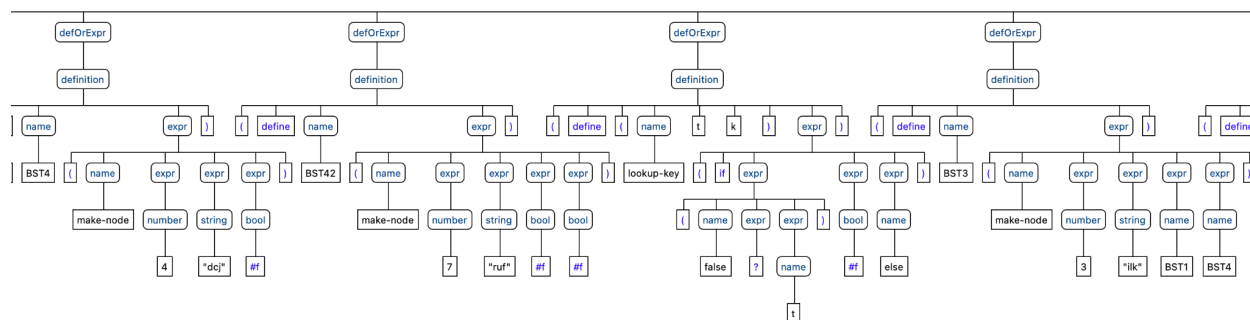 defOrExpr defOrExpr defOrExpr defOrExpr
definition definition definition definition
name expr ) ( define name expr ) ( define ( name t k ) expr ) ( define name expr ) ( define
BST4 ( name expr expr expr ) BST42 ( name expr expr expr expr ) lookup-key ( if expr expr expr ) BST3 ( name expr expr expr expr )
make-node number string bool make-node number string bool bool ( name expr expr ) bool name make-node number string name name
4 "dcj" #f 7 "ruf" #f #f false ? name #f else 3 "ilk" BST1 BST4
t